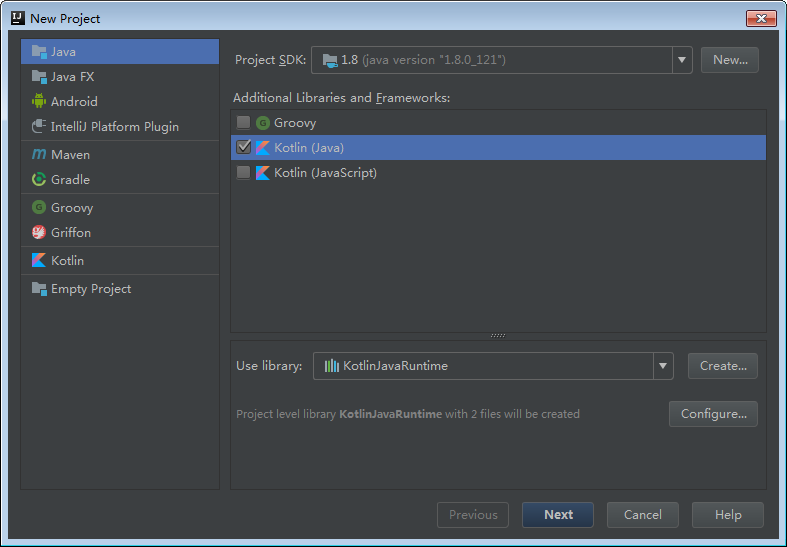 New Project
Java
Java FX
Android
IntelliJ Platform Plugin
Maven
Gradle
Groovy
Griffon
Kotlin
Empty Project
Project SDK: 1.8 (java version "1.8.0_121") New...
Additional Libraries and Frameworks:
Groovy
Kotlin (Java)
Kotlin (JavaScript)
Use library: KotlinJavaRuntime Create...
Project level library KotlinJavaRuntime with 2 files will be created Configure...
Previous Next Cancel Help